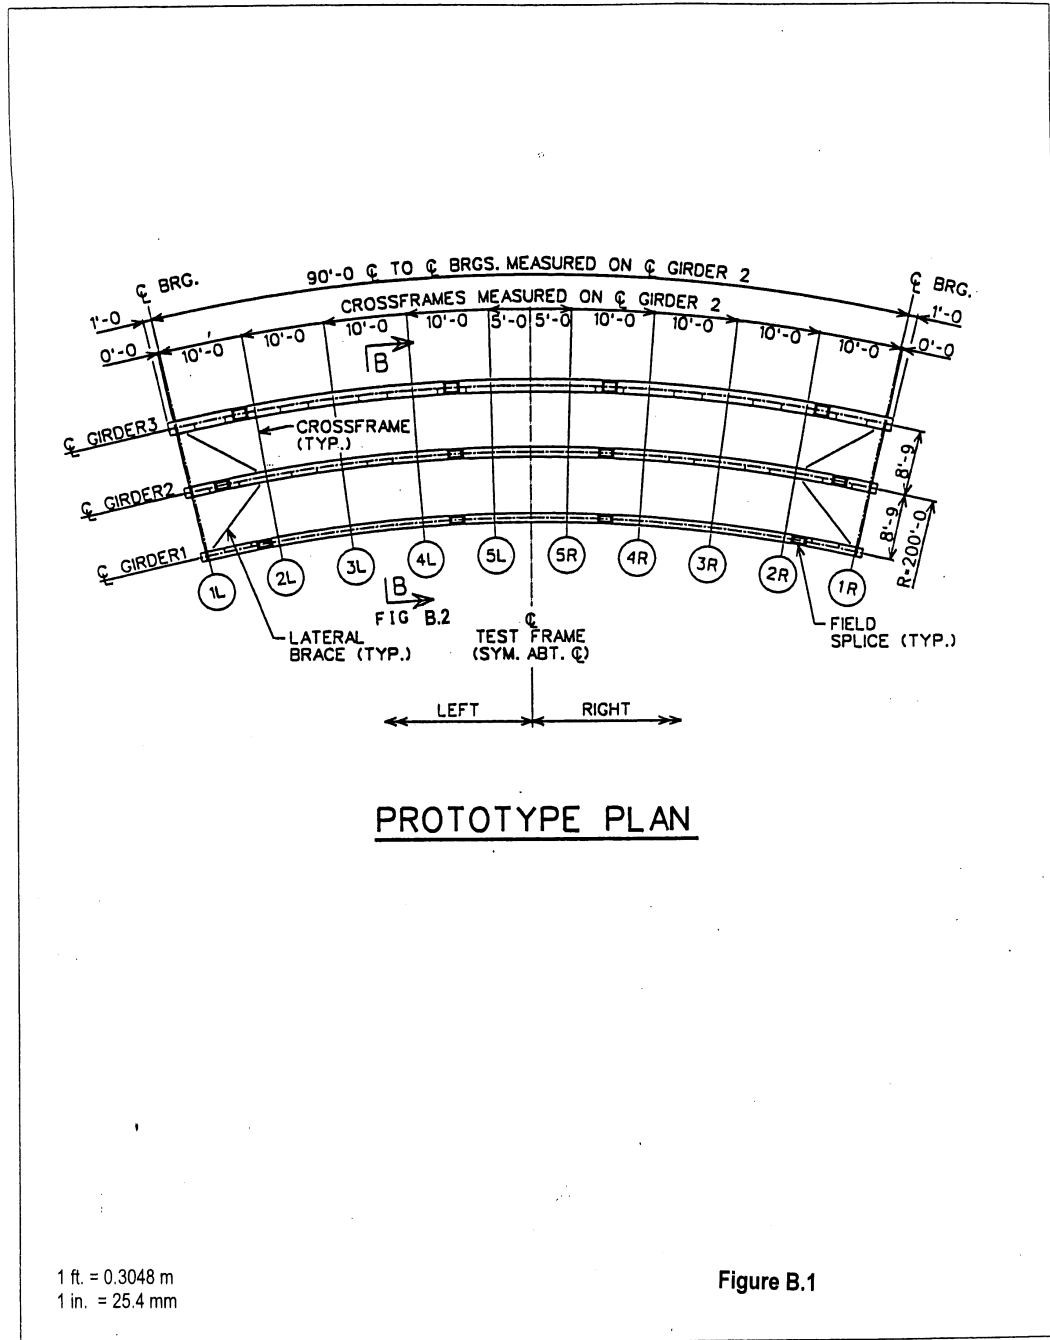 ℄ BRG.
90'-0 ℄ TO ℄ BRGS. MEASURED ON ℄ GIRDER 2
℄ BRG.
1'-0
CROSSFRAMES MEASURED ON ℄ GIRDER 2
1'-0
0'-0
10'-0
10'-0
10'-0
10'-0
5'-0
5'-0
10'-0
10'-0
10'-0
10'-0
0'-0
B
℄ GIRDER3
CROSSFRAME
(TYP.)
8'-9
℄ GIRDER2
8'-9
R=200'-0
℄ GIRDER1
1L
2L
3L
4L
5L
5R
4R
3R
2R
1R
B
FIG B.2
LATERAL
BRACE (TYP.)
℄
TEST FRAME
(SYM. ABT. ℄)
FIELD
SPLICE (TYP.)
LEFT
RIGHT
PROTOTYPE PLAN
1 ft. = 0.3048 m
1 in. = 25.4 mm
Figure B.1